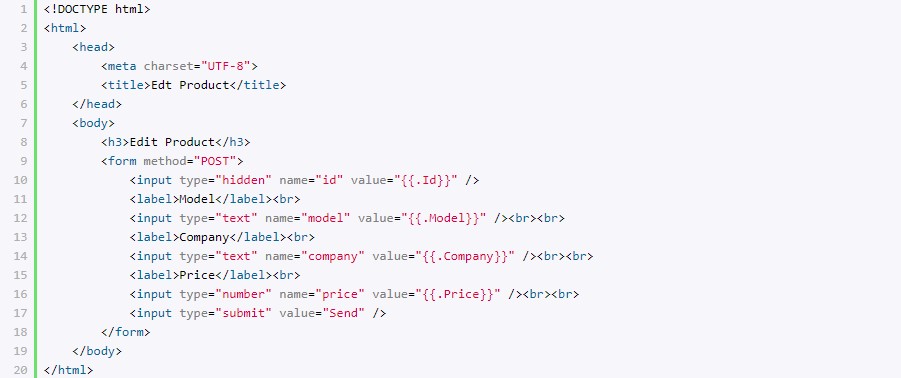 1 <!DOCTYPE html>
2 <html>
3     <head>
4         <meta charset="UTF-8">
5         <title>Edt Product</title>
6     </head>
7     <body>
8         <h3>Edit Product</h3>
9         <form method="POST">
10             <input type="hidden" name="id" value="{{.Id}}" />
11             <label>Model</label><br>
12             <input type="text" name="model" value="{{.Model}}" /><br><br>
13             <label>Company</label><br>
14             <input type="text" name="company" value="{{.Company}}" /><br><br>
15             <label>Price</label><br>
16             <input type="number" name="price" value="{{.Price}}" /><br><br>
17             <input type="submit" value="Send" />
18         </form>
19     </body>
20 </html>